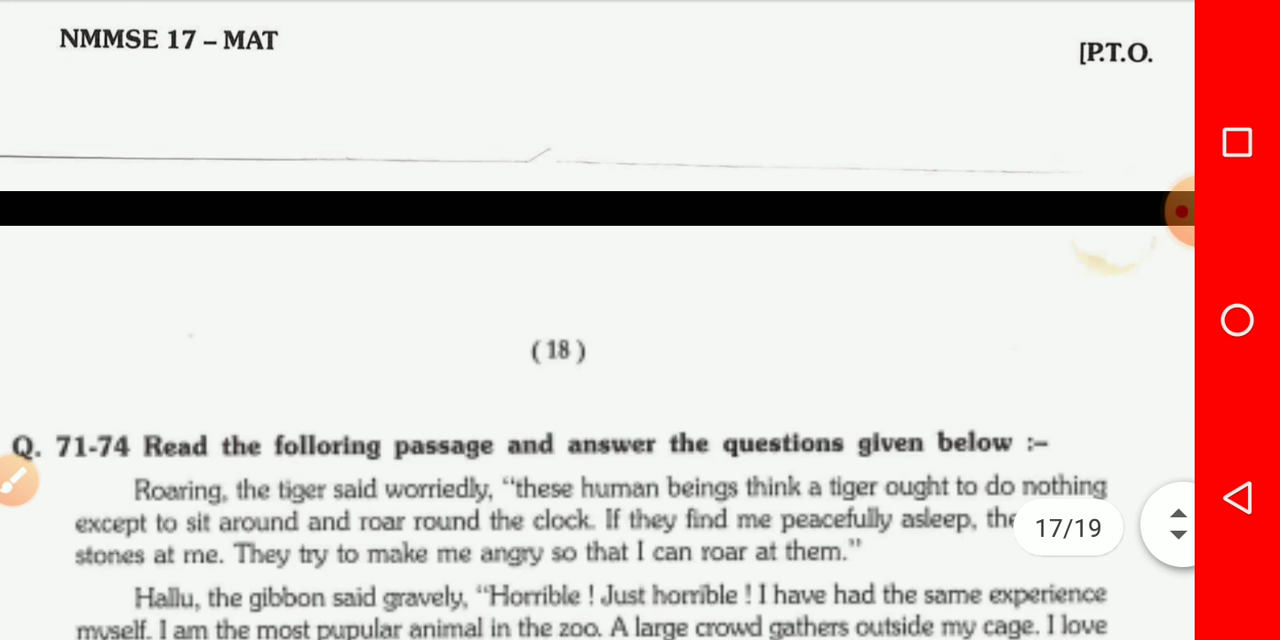 NMMSE 17 – MAT
[P.T.O.
( 18 )
Q. 71-74 Read the folloring passage and answer the questions given below :–
Roaring, the tiger said worriedly, “these human beings think a tiger ought to do nothing
except to sit around and roar round the clock. If they find me peacefully asleep,
17/19
stones at me. They try to make me angry so that I can roar at them.”
Hallu, the gibbon said gravely, “Horrible ! Just horrible ! I have had the same experience
myself. I am the most pupular animal in the zoo. A large crowd gathers outside my cage. I love